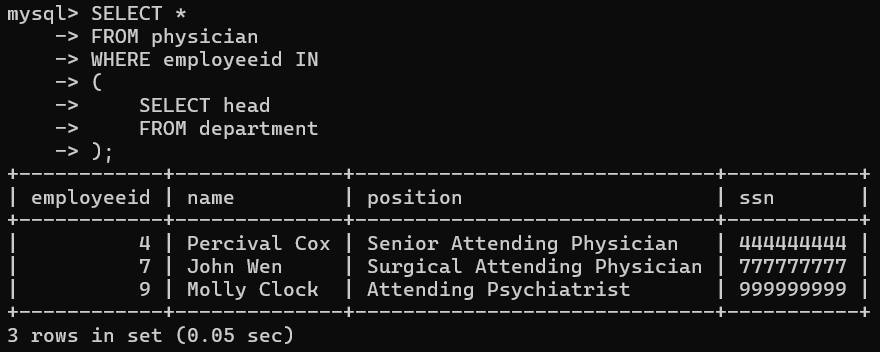 mysql> SELECT *
    -> FROM physician
    -> WHERE employeeid IN
    -> (
    ->     SELECT head
    ->     FROM department
    -> );
+------------+--------------+------------------------------+-----------+
| employeeid | name         | position                     | ssn       |
+------------+--------------+------------------------------+-----------+
|          4 | Percival Cox | Senior Attending Physician   | 444444444 |
|          7 | John Wen     | Surgical Attending Physician | 777777777 |
|          9 | Molly Clock  | Attending Psychiatrist       | 999999999 |
+------------+--------------+------------------------------+-----------+
3 rows in set (0.05 sec)